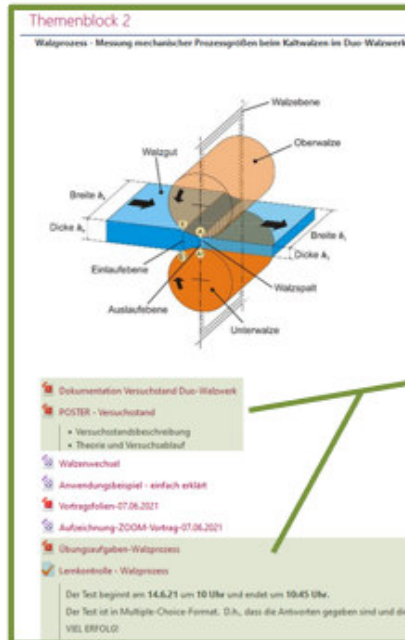 Themenblock 2
Walzprozess - Messung mechanischer Prozessgrößen beim Kaltwalzen im Duo-Walzwerk
Walzebene
Oberwalze
Walzgut
Breite
Dicke
Breite
Dicke
Einlaufebene
Auslaufebene
Walzspalt
Unterwalze
Dokumentation Versuchstand Duo-Walzwerk
POSTER - Versuchsstand
• Versuchsstandsbeschreibung
• Theorie und Versuchsablauf
Walzenwechsel
Anwendungsbeispiel - einfach erklärt
Vortragsfolien-07.06.2021
Aufzeichnung-ZOOM-Vortrag-07.06.2021
Übungsaufgaben-Walzprozess
Lernkontrolle - Walzprozess
Der Test beginnt am 14.6.21 um 10 Uhr und endet um 10:45 Uhr.
Der Test ist in Multiple-Choice-Format. D.h., dass die Antworten gegeben sind und die
VIEL ERFOLG!